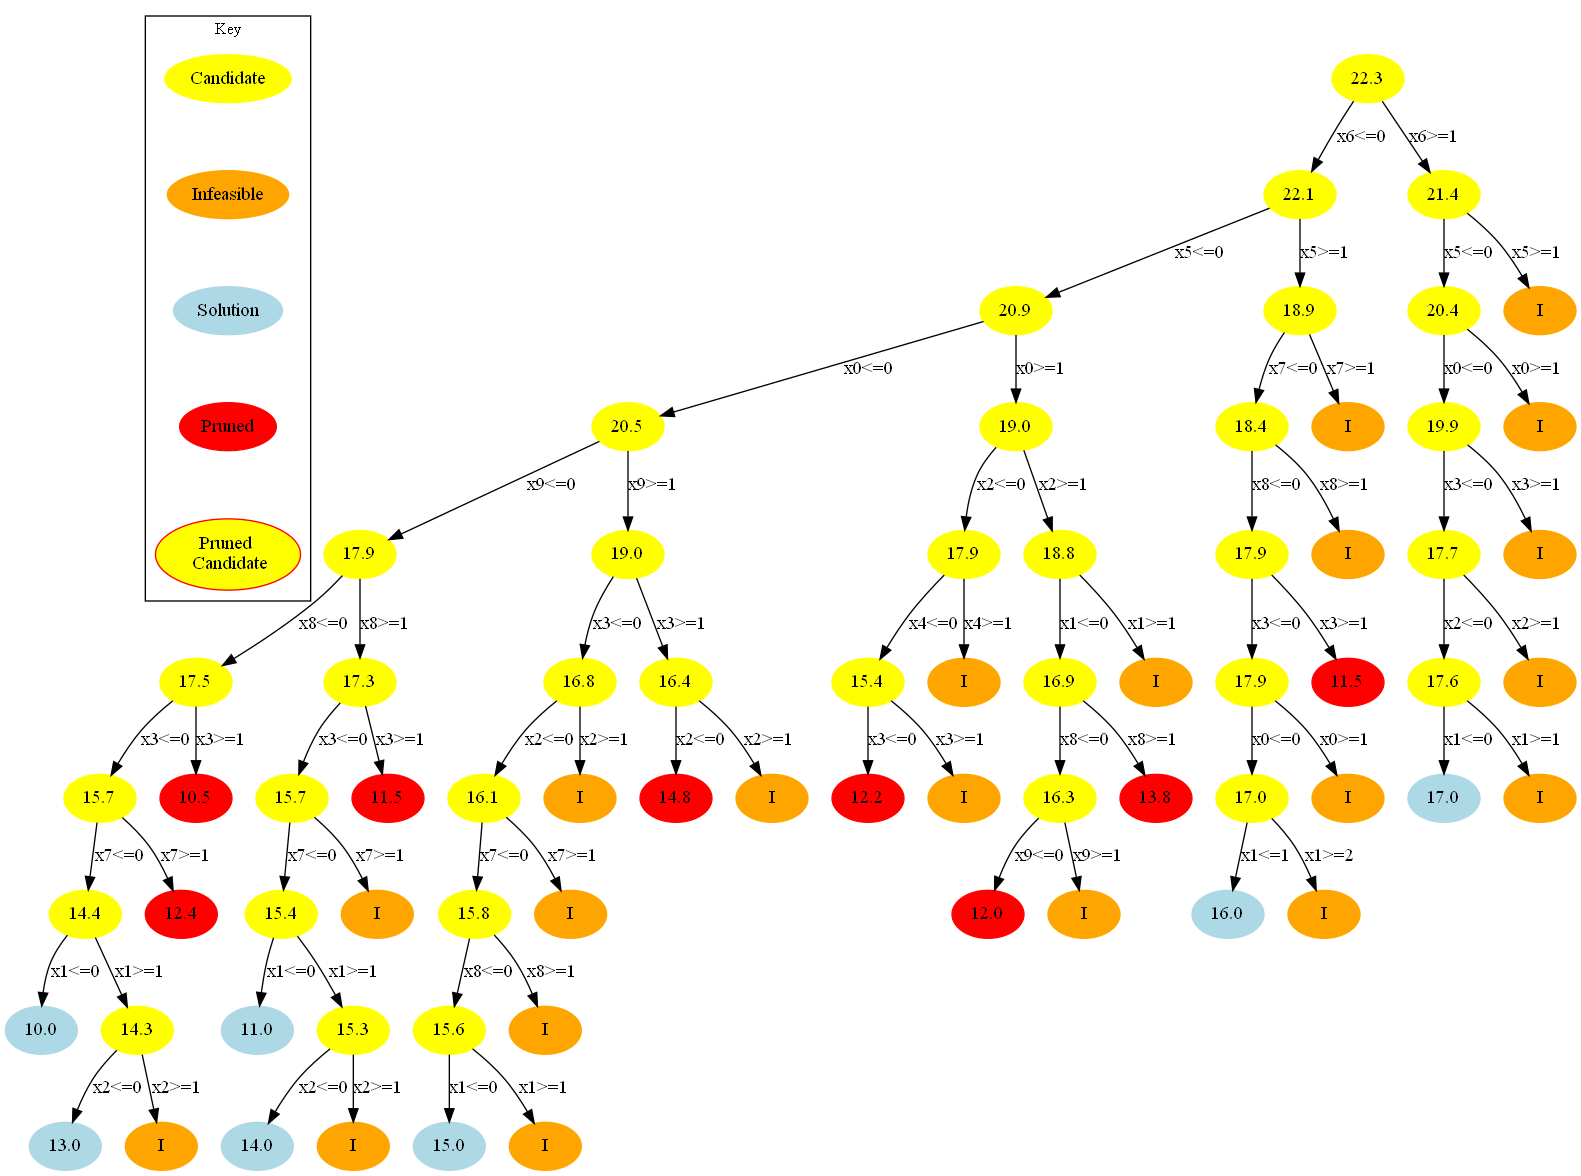 Key
Candidate
Infeasible
Solution
Pruned
Pruned
Candidate
22.3
x6<=0
x6>=1
22.1
21.4
x5<=0
x5>=1
x5<=0
x5>=1
20.9
18.9
20.4
I
x0<=0
x0>=1
x7<=0
x7>=1
x0<=0
x0>=1
20.5
19.0
18.4
I
19.9
I
x9<=0
x9>=1
x2<=0
x2>=1
x8<=0
x8>=1
x3<=0
x3>=1
17.9
19.0
17.9
18.8
17.9
I
17.7
I
x8<=0
x8>=1
x3<=0
x3>=1
x4<=0
x4>=1
x1<=0
x1>=1
x3<=0
x3>=1
x2<=0
x2>=1
17.5
17.3
16.8
16.4
15.4
I
16.9
I
17.9
11.5
17.6
I
x3<=0
x3>=1
x3<=0
x3>=1
x2<=0
x2>=1
x2<=0
x2>=1
x3<=0
x3>=1
x8<=0
x8>=1
x0<=0
x0>=1
x1<=0
x1>=1
15.7
10.5
15.7
11.5
16.1
I
14.8
I
12.2
I
16.3
13.8
17.0
I
17.0
I
x7<=0
x7>=1
x7<=0
x7>=1
x7<=0
x7>=1
x9<=0
x9>=1
x1<=1
x1>=2
14.4
12.4
15.4
I
15.8
I
12.0
I
16.0
I
x1<=0
x1>=1
x1<=0
x1>=1
x8<=0
x8>=1
10.0
14.3
11.0
15.3
15.6
I
x2<=0
x2>=1
x2<=0
x2>=1
x1<=0
x1>=1
13.0
I
14.0
I
15.0
I